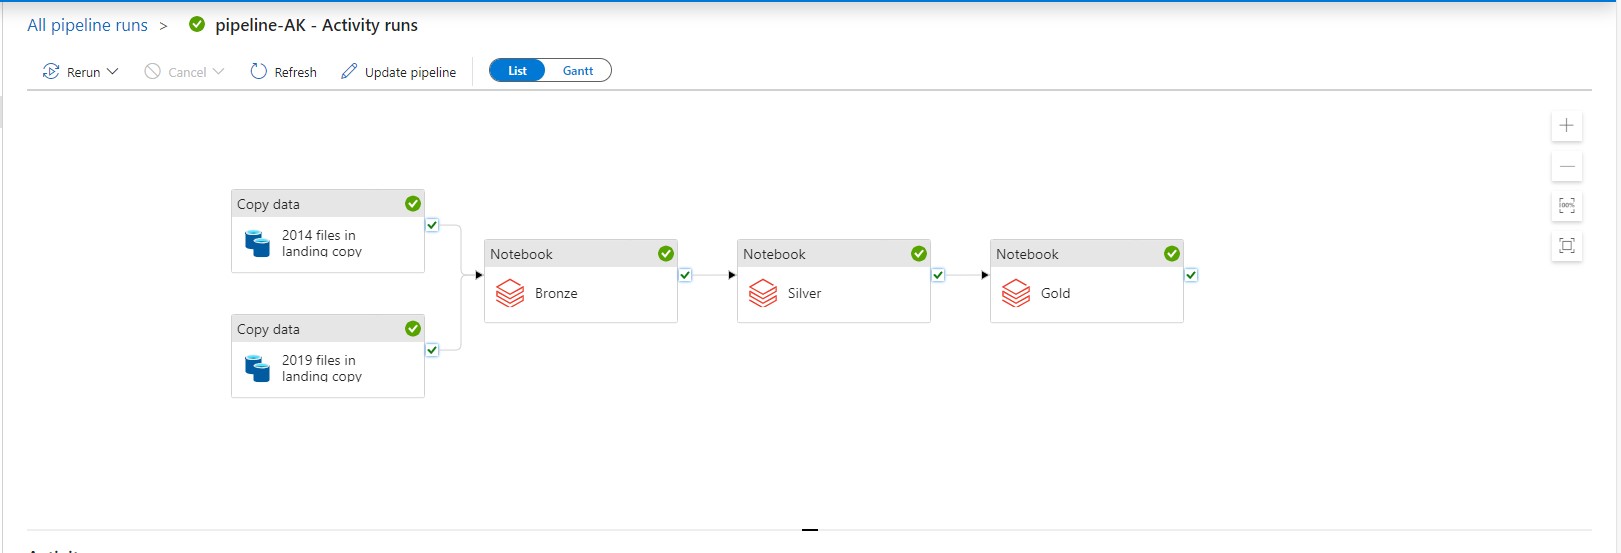 All pipeline runs > pipeline-AK - Activity runs
Rerun Cancel Refresh Update pipeline List Gantt
Copy data
2014 files in
landing copy
Notebook
Bronze
Notebook
Silver
Notebook
Gold
Copy data
2019 files in
landing copy
100%